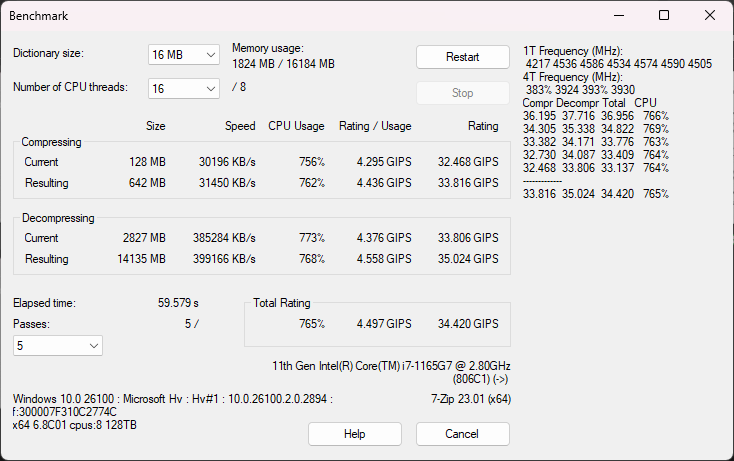 Benchmark
Dictionary size: 16 MB Memory usage:
1824 MB / 16184 MB
Restart
Number of CPU threads: 16 / 8
Stop
Size Speed CPU Usage Rating / Usage Rating
Compressing
Current 128 MB 30196 KB/s 756% 4.295 GIPS 32.468 GIPS
Resulting 642 MB 31450 KB/s 762% 4.436 GIPS 33.816 GIPS
Decompressing
Current 2827 MB 385284 KB/s 773% 4.376 GIPS 33.806 GIPS
Resulting 14135 MB 399166 KB/s 768% 4.558 GIPS 35.024 GIPS
Elapsed time: 59.579 s
Passes: 5 /
5
Total Rating
765% 4.497 GIPS 34.420 GIPS
11th Gen Intel(R) Core(TM) i7-1165G7 @ 2.80GHz
(806C1) (->)
Windows 10.0 26100 : Microsoft Hv : Hv#1 : 10.0.26100.2.0.2894 :
f:300007F310C2774C
x64 6.8C01 cpus:8 128TB
7-Zip 23.01 (x64)
Help Cancel
1T Frequency (MHz):
4217 4536 4586 4534 4574 4590 4505
4T Frequency (MHz):
383% 3924 393% 3930
Compr Decompr Total CPU
36.195 37.716 36.956 766%
34.305 35.338 34.822 769%
33.382 34.171 33.776 763%
32.730 34.087 33.409 764%
32.468 33.806 33.137 764%
-------------
33.816 35.024 34.420 765%